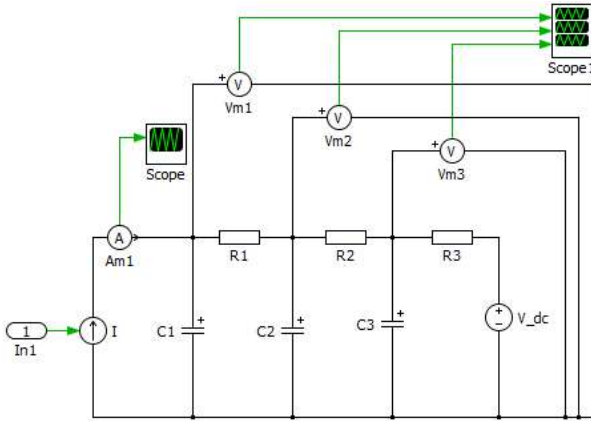 Scope1
+
V
Vm1
+
V
Vm2
+
V
Vm3
Scope
A
Am1
R1
R2
R3
1
In1
I
C1
+
C2
+
C3
+
+
−
V_dc